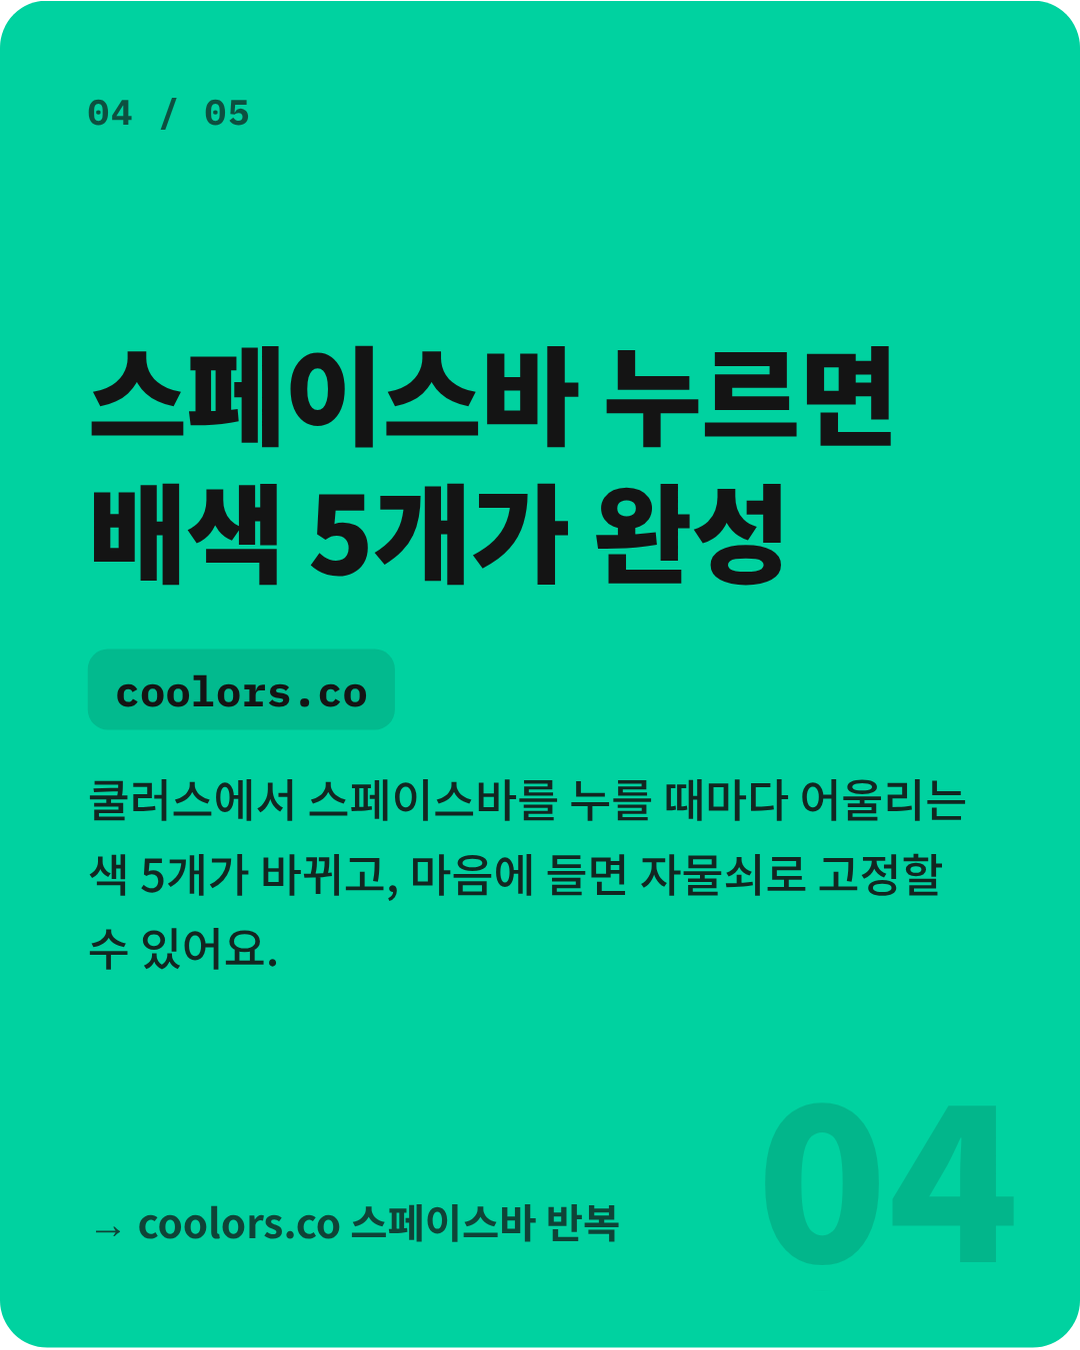 04 / 05
스페이스바 누르면
배색 5개가 완성
coolors.co
쿨러스에서 스페이스바를 누를 때마다 어울리는
색 5개가 바뀌고, 마음에 들면 자물쇠로 고정할
수 있어요.
→ coolors.co 스페이스바 반복
04